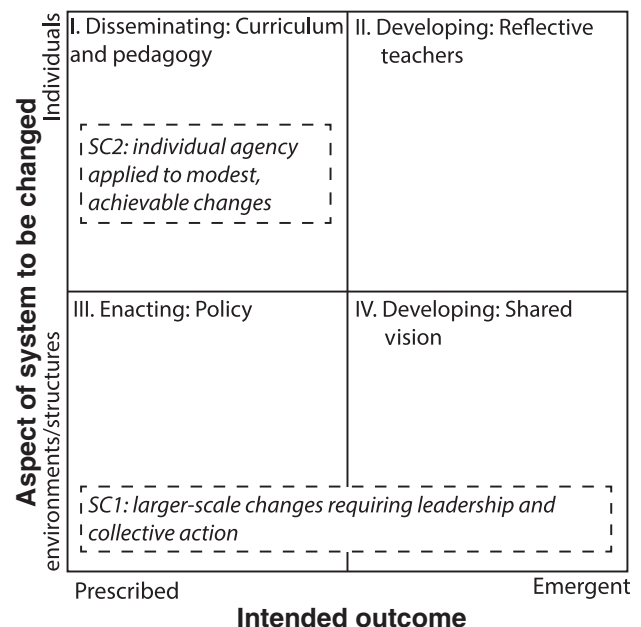 Aspect of system to be changed
Individuals
environments/structures
I. Disseminating: Curriculum
and pedagogy
SC2: individual agency
applied to modest,
achievable changes
II. Developing: Reflective
teachers
III. Enacting: Policy
IV. Developing: Shared
vision
SC1: larger-scale changes requiring leadership and
collective action
Prescribed
Emergent
Intended outcome